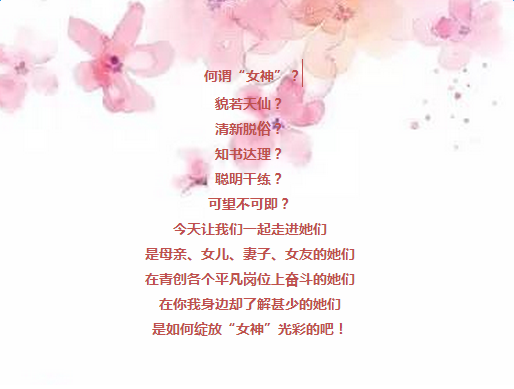 何谓“女神”？
貌若天仙？
清新脱俗？
知书达理？
聪明干练？
可望不可即？
今天让我们一起走进她们
是母亲、女儿、妻子、女友的她们
在青创各个平凡岗位上奋斗的她们
在你我身边却了解甚少的她们
是如何绽放“女神”光彩的吧！